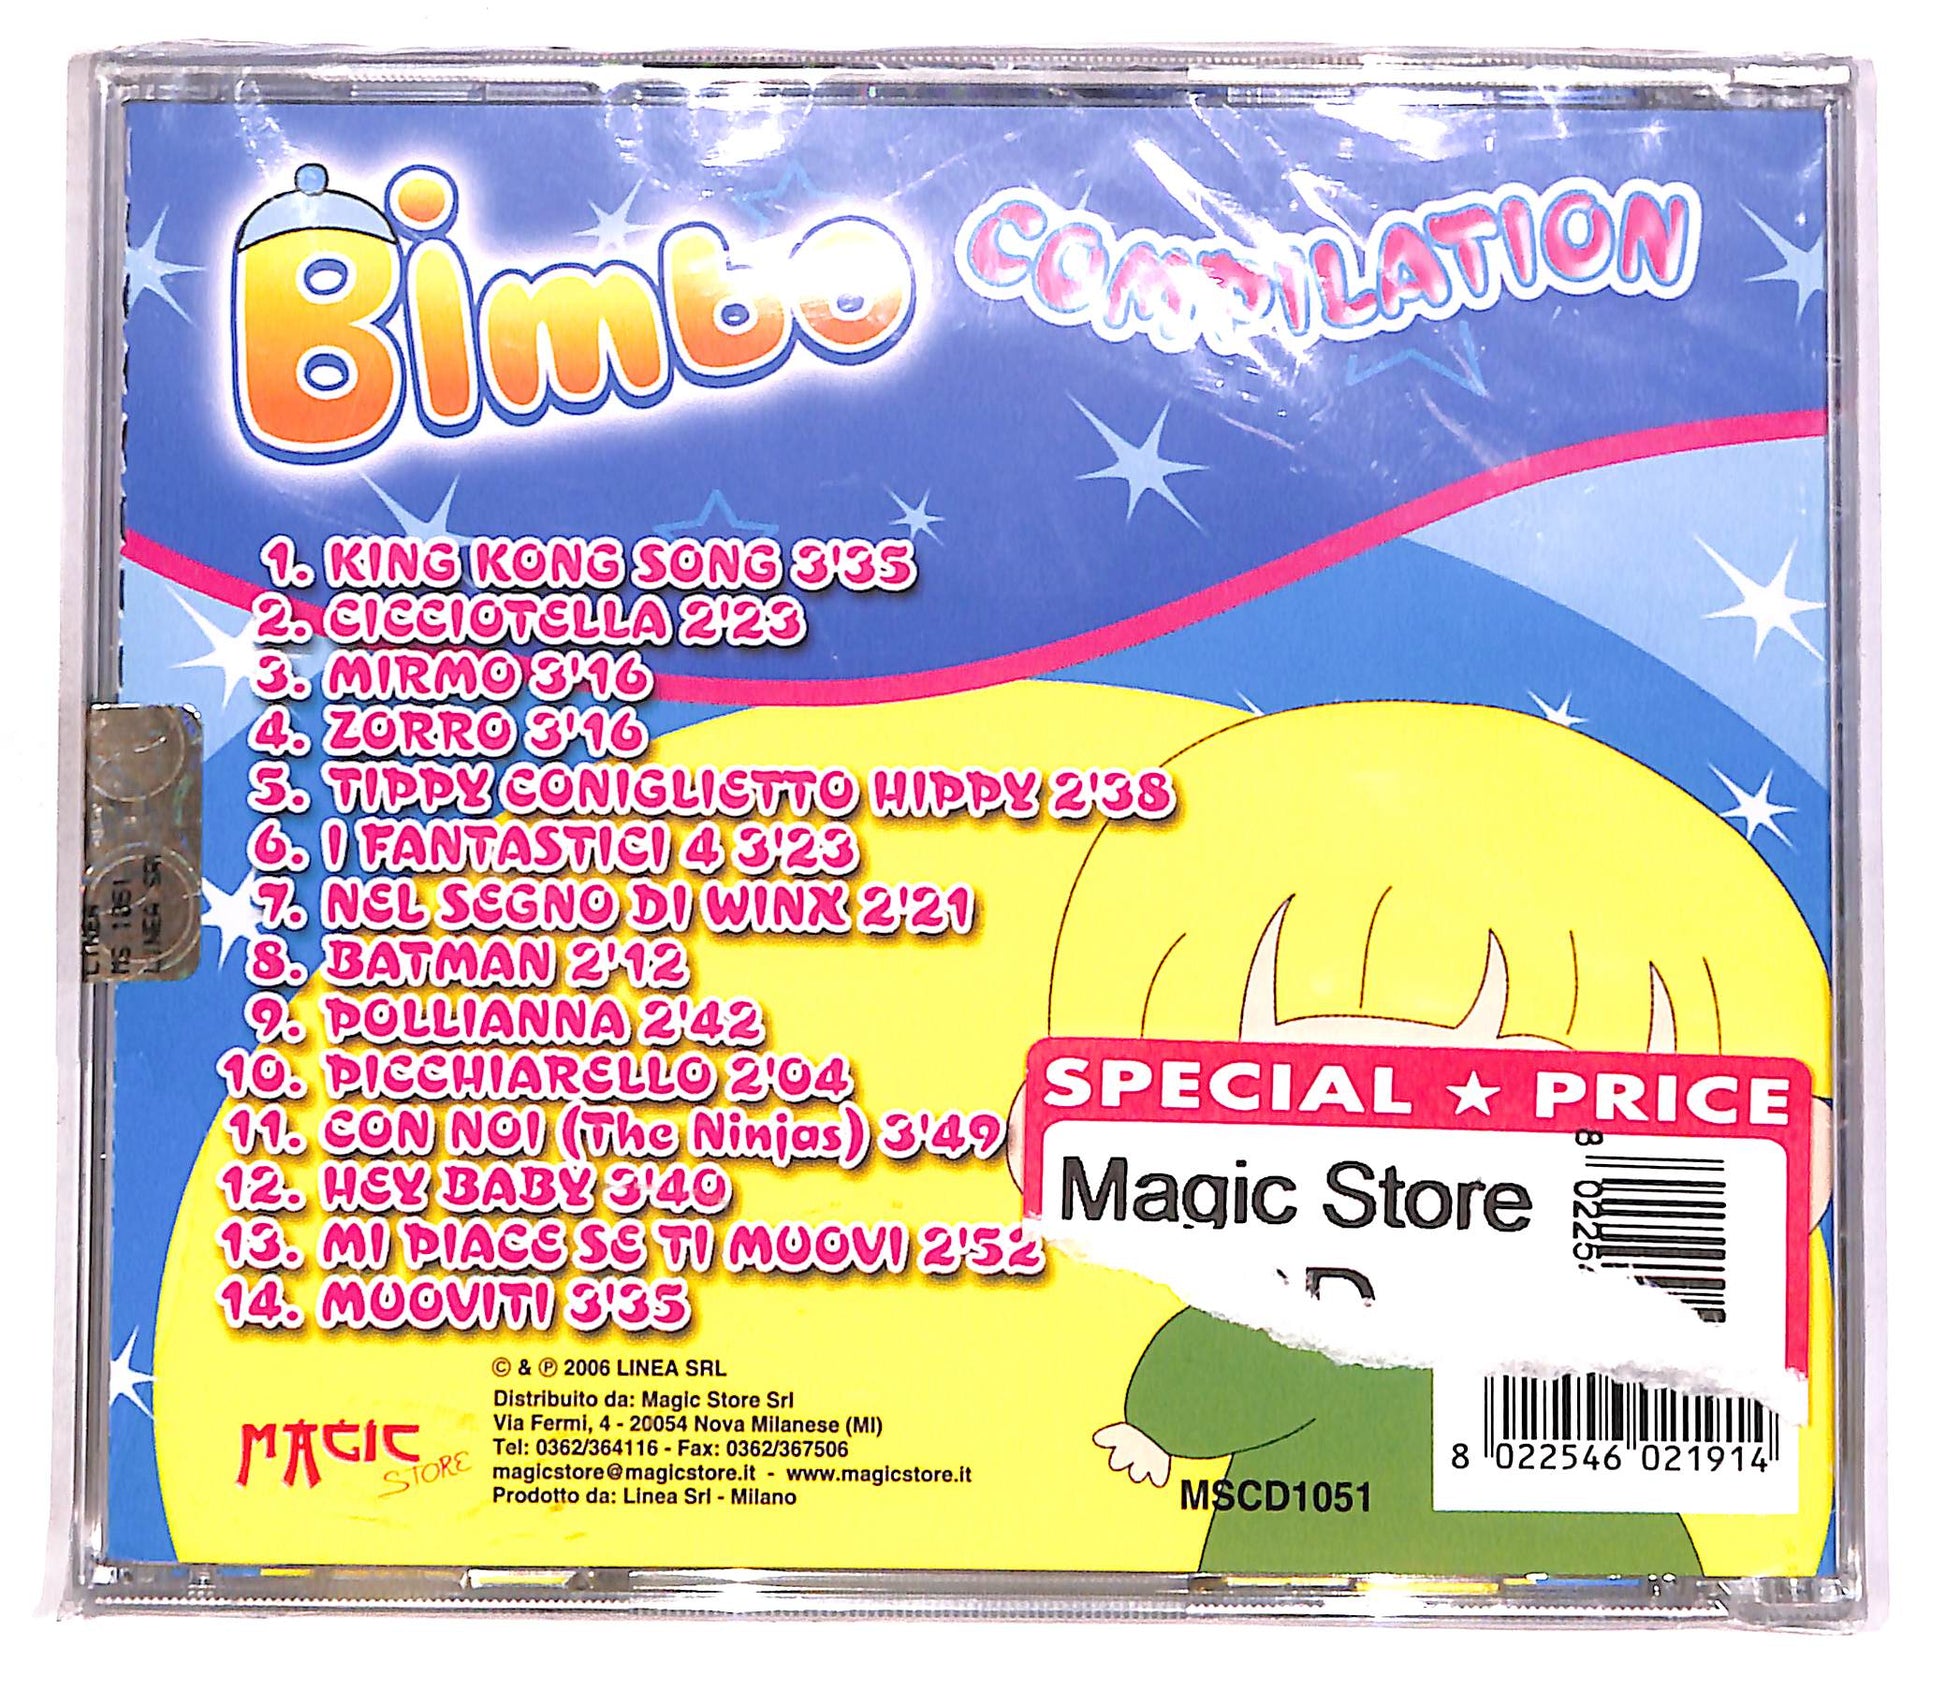 Bimbo COMPILATION
1. KING KONG SONG 3'35
2. CICCIOTELLA 2'23
3. MIRMO 3'16
4. ZORRO 3'16
5. TIPPY CONIGLIETTO HIPPY 2'38
6. I FANTASTICI 4 3'23
7. NEL SEGNO DI WINX 2'21
8. BATMAN 2'12
9. POLLIANNA 2'42
10. PICCHIARELLO 2'04
11. CON NOI (The Ninjas) 3'49
12. HEY BABY 3'40
13. MI PIACE SE TI MUOVI 2'52
14. MUOVITI 3'35
SPECIAL ★ PRICE
Magic Store
8 02257
MS 1051
LINEA SR
© & ℗ 2006 LINEA SRL
Distribuito da: Magic Store Srl
Via Fermi, 4 - 20054 Nova Milanese (MI)
Tel: 0362/364116 - Fax: 0362/367506
magicstore@magicstore.it - www.magicstore.it
Prodotto da: Linea Srl - Milano
MAGIC
STORE
MSCD1051
8 022546 021914